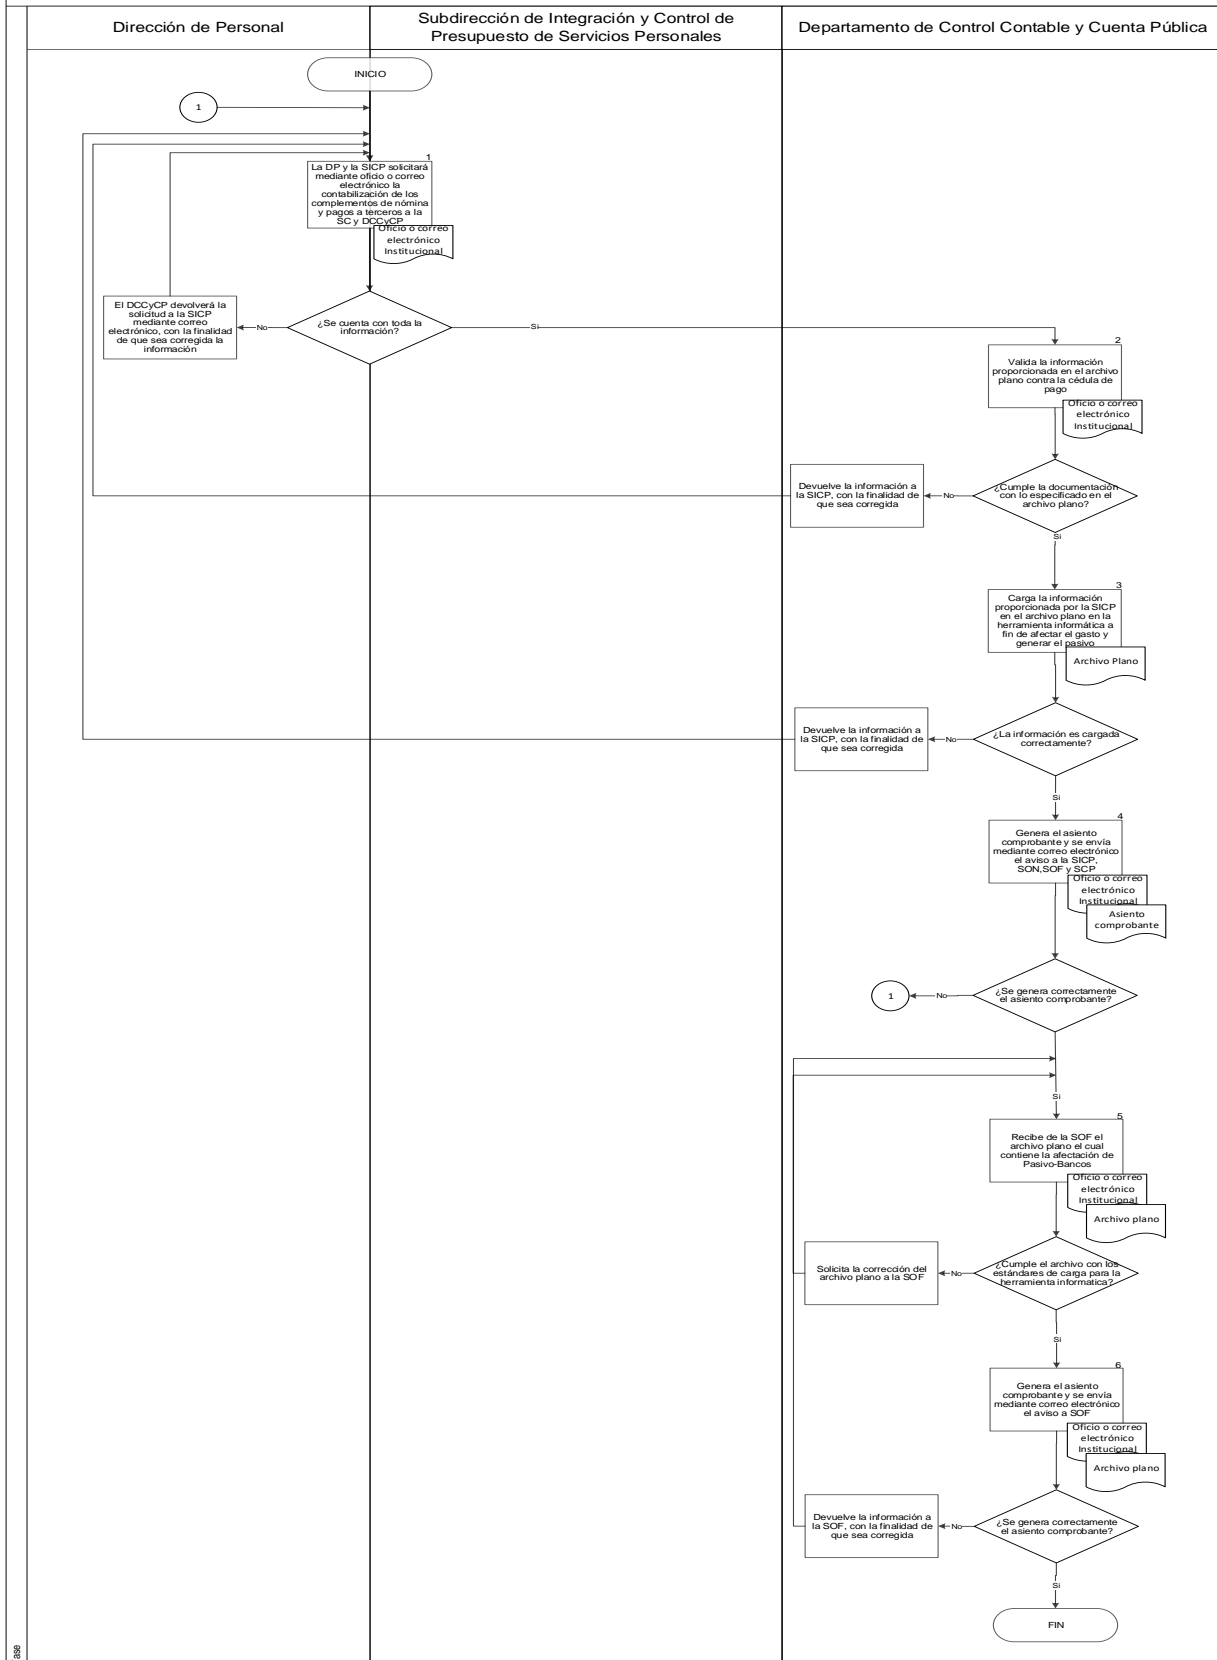 Dirección de Personal
Subdirección de Integración y Control de
Presupuesto de Servicios Personales
Departamento de Control Contable y Cuenta Pública
INICIO
1
1
La DP y la SICP solicitará
mediante oficio o correo
electrónico la
contabilización de los
complementos de nómina
y pagos a terceros a la
SC y DCCyCP
Oficio o correo
electrónico
Institucional
El DCCyCP devolverá la
solicitud a la SICP
mediante correo
electrónico, con la finalidad
de que sea corregida la
información
No
¿Se cuenta con toda la
información?
Si
2
Valida la información
proporcionada en el archivo
plano contra la cédula de
pago
Oficio o correo
electrónico
Institucional
Devuelve la información a
la SICP, con la finalidad de
que sea corregida
No
¿Cumple la documentación
con lo especificado en el
archivo plano?
Si
3
Carga la información
proporcionada por la SICP
en el archivo plano en la
herramienta informática a
fin de afectar el gasto y
generar el pasivo
Archivo Plano
Devuelve la información a
la SICP, con la finalidad de
que sea corregida
No
¿La información es cargada
correctamente?
Si
4
Genera el asiento
comprobante y se envía
mediante correo electrónico
el aviso a la SICP,
SON,SOF y SCP
Oficio o correo
electrónico
Institucional
Asiento
comprobante
1
No
¿Se genera correctamente
el asiento comprobante?
Si
5
Recibe de la SOF el
archivo plano el cual
contiene la afectación de
Pasivo-Bancos
Oficio o correo
electrónico
Institucional
Archivo plano
Solicita la corrección del
archivo plano a la SOF
No
¿Cumple el archivo con los
estándares de carga para la
herramienta informatica?
Si
6
Genera el asiento
comprobante y se envía
mediante correo electrónico
el aviso a SOF
Oficio o correo
electrónico
Institucional
Archivo plano
Devuelve la información a
la SOF, con la finalidad de
que sea corregida
No
¿Se genera correctamente
el asiento comprobante?
Si
FIN
ase